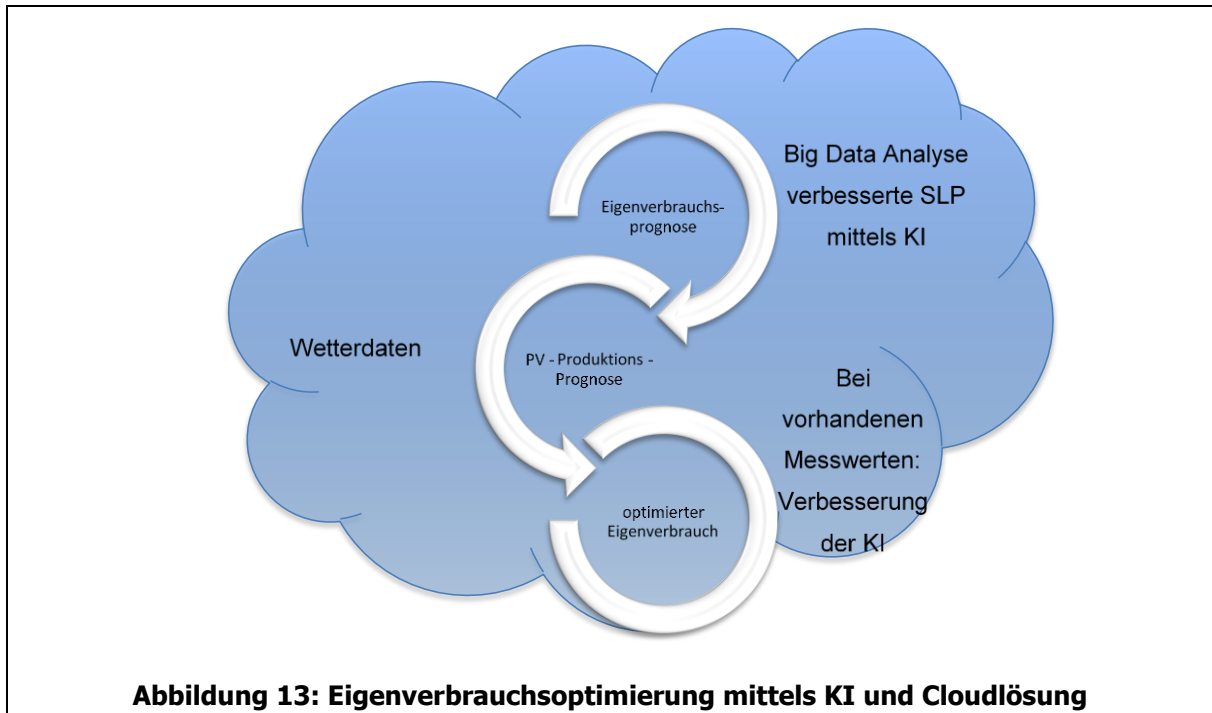 Eigenverbrauchs-
prognose
Big Data Analyse
verbesserte SLP
mittels KI
Wetterdaten
PV - Produktions -
Prognose
Bei
vorhandenen
Messwerten:
Verbesserung
der KI
optimierter
Eigenverbrauch
Abbildung 13: Eigenverbrauchsoptimierung mittels KI und Cloudlösung